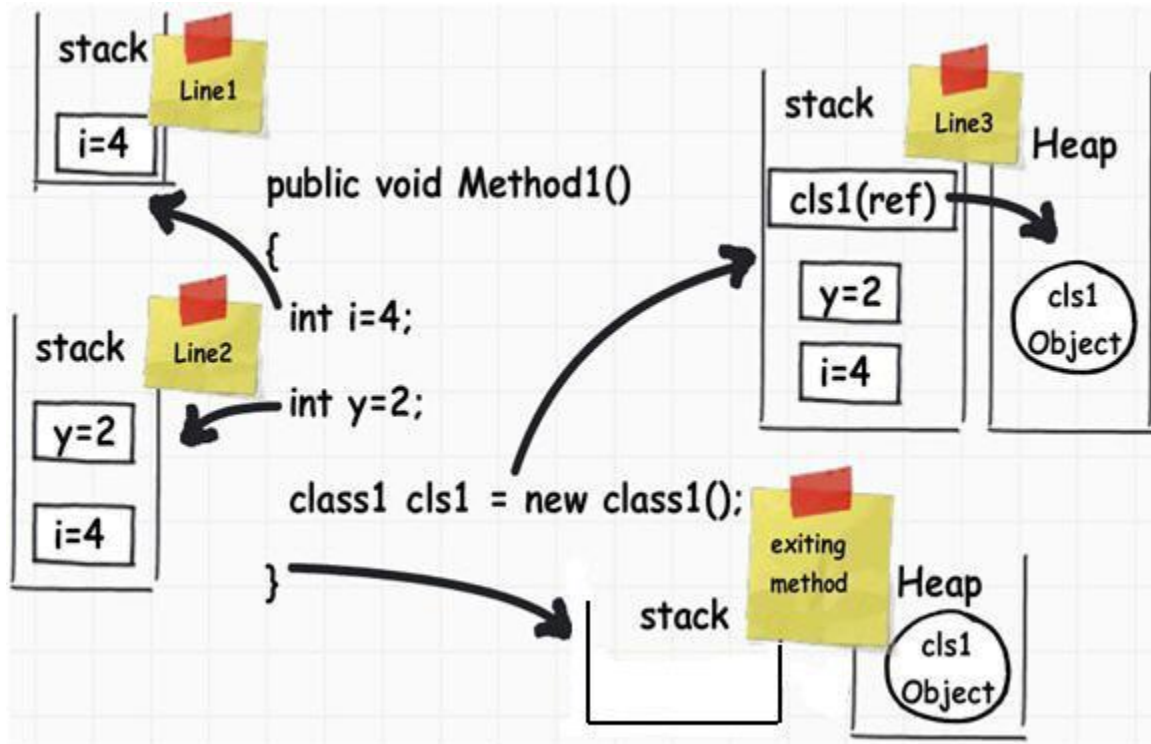 stack
Line1
i=4
public void Method1()
{
int i=4;
int y=2;
class1 cls1 = new class1();
}
stack
Line2
y=2
i=4
stack
Line3
Heap
cls1(ref)
y=2
i=4
cls1
Object
exiting
method
stack
Heap
cls1
Object